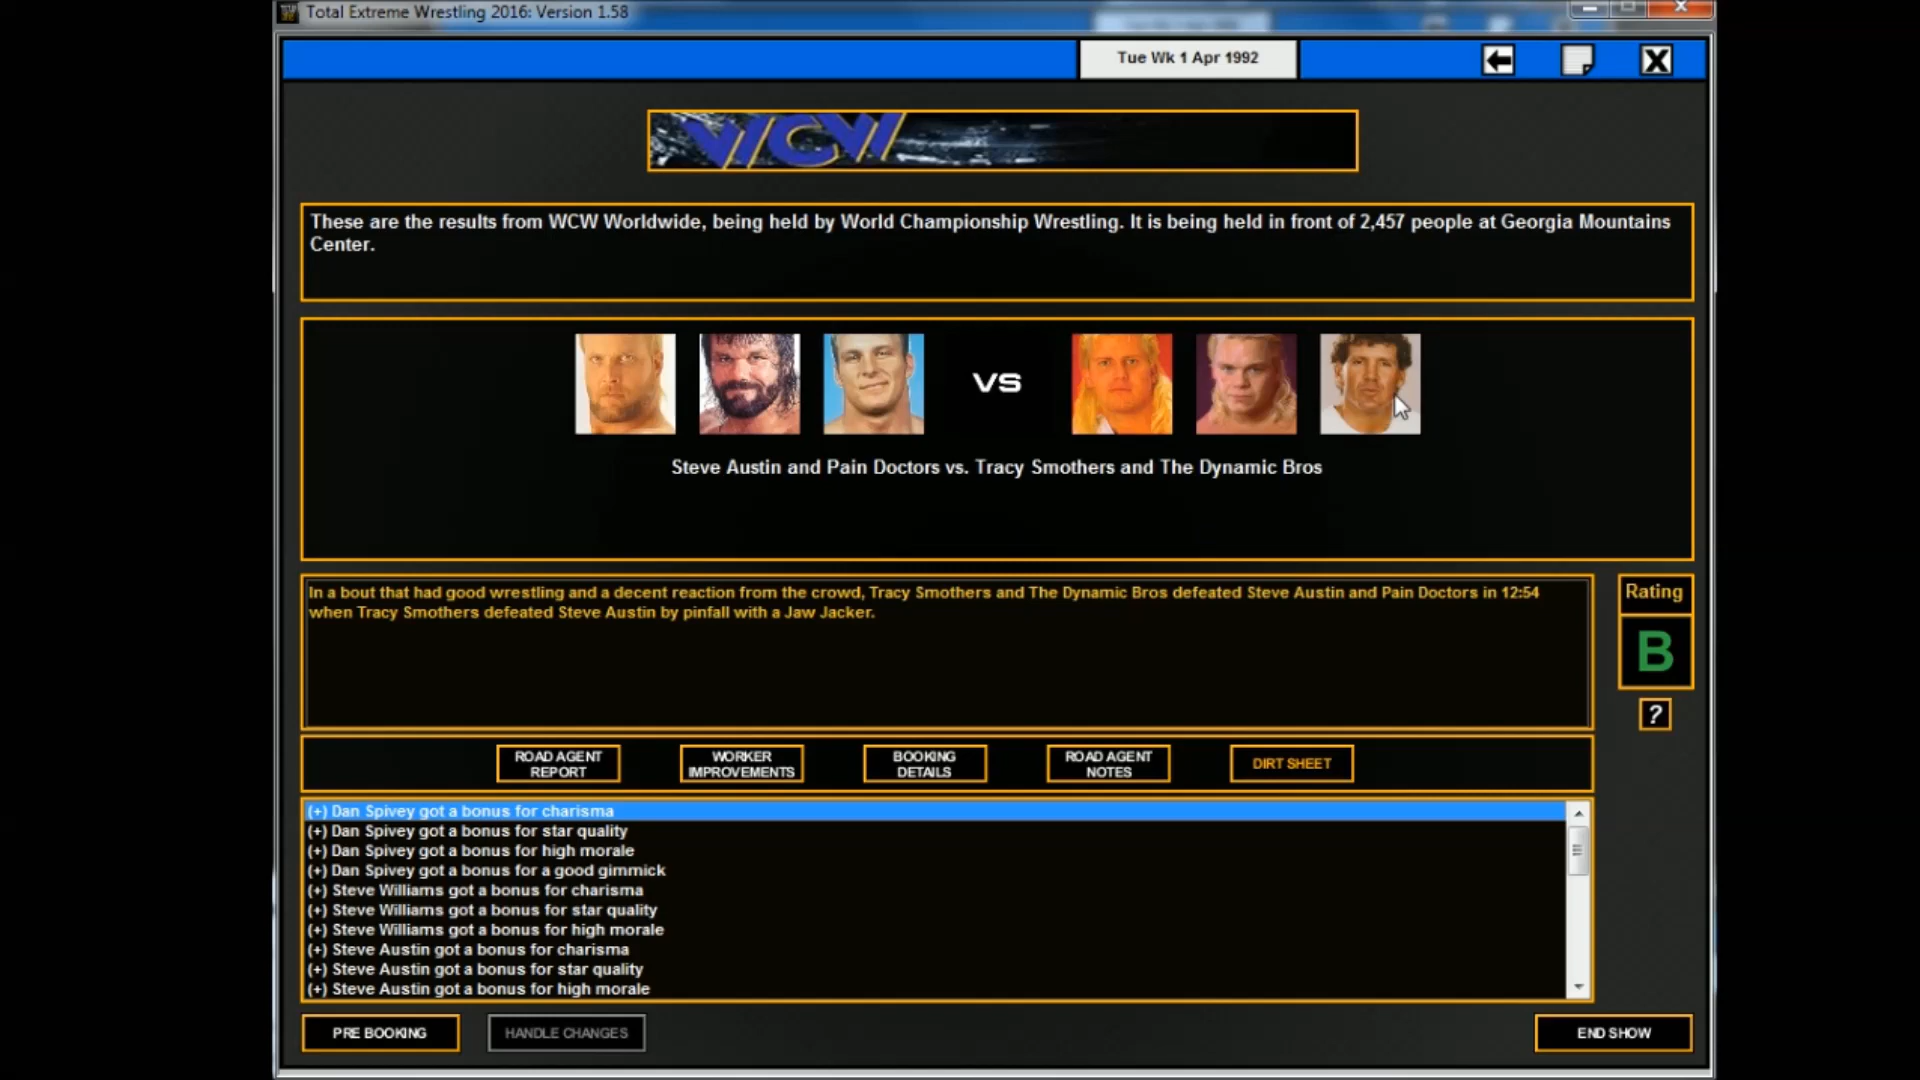 Total Extreme Wrestling 2016: Version 1.58
Tue Wk 1 Apr 1992
WCW
These are the results from WCW Worldwide, being held by World Championship Wrestling. It is being held in front of 2,457 people at Georgia Mountains
Center.
VS
Steve Austin and Pain Doctors vs. Tracy Smothers and The Dynamic Bros
In a bout that had good wrestling and a decent reaction from the crowd, Tracy Smothers and The Dynamic Bros defeated Steve Austin and Pain Doctors in 12:54
when Tracy Smothers defeated Steve Austin by pinfall with a Jaw Jacker.
Rating
B
?
ROAD AGENT
REPORT
WORKER
IMPROVEMENTS
BOOKING
DETAILS
ROAD AGENT
NOTES
DIRT SHEET
(+) Dan Spivey got a bonus for charisma
(+) Dan Spivey got a bonus for star quality
(+) Dan Spivey got a bonus for high morale
(+) Dan Spivey got a bonus for a good gimmick
(+) Steve Williams got a bonus for charisma
(+) Steve Williams got a bonus for star quality
(+) Steve Williams got a bonus for high morale
(+) Steve Austin got a bonus for charisma
(+) Steve Austin got a bonus for star quality
(+) Steve Austin got a bonus for high morale
PRE BOOKING
HANDLE CHANGES
END SHOW